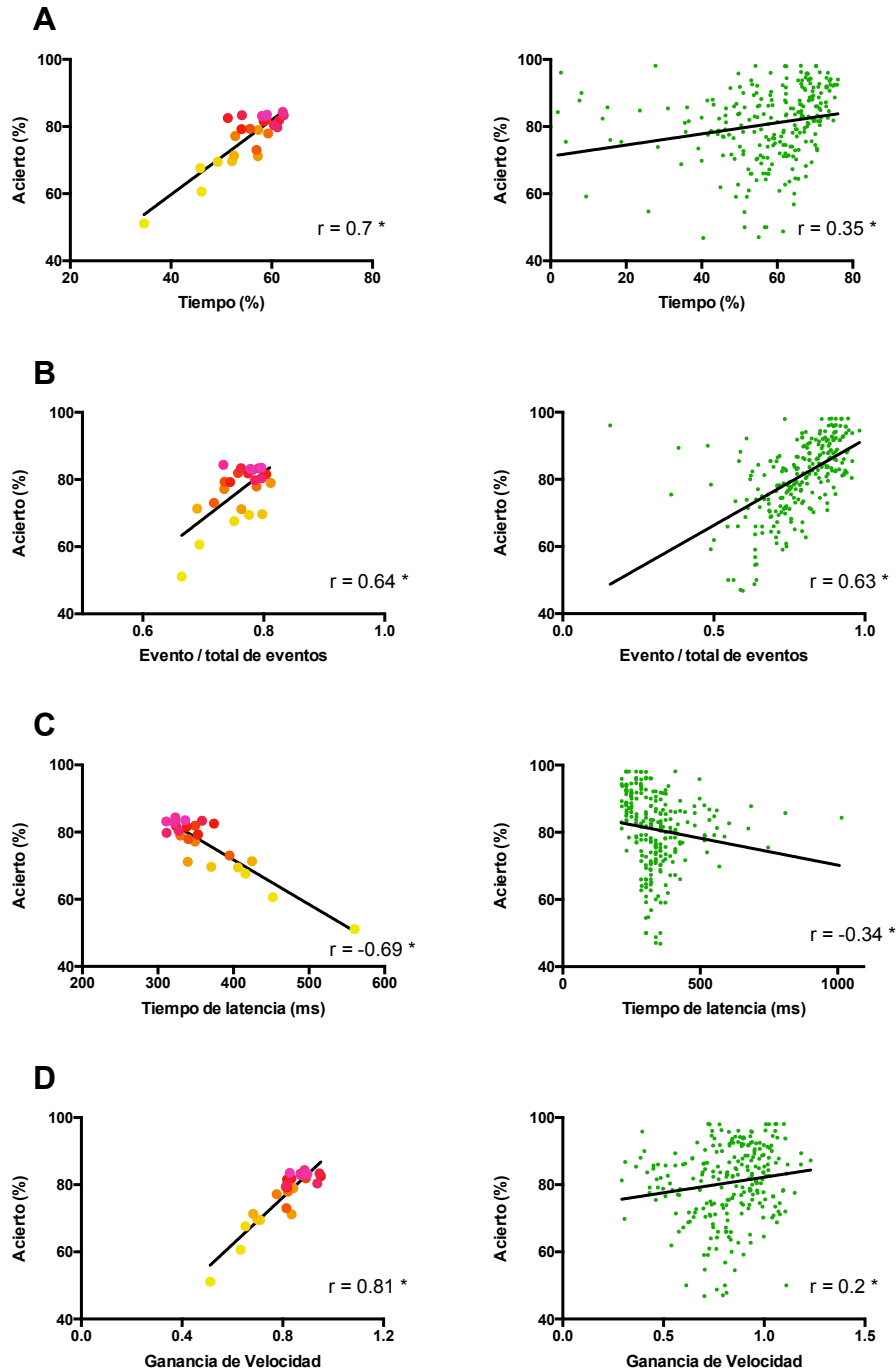 A
100
80
60
40
Acierto (%)
20
40
60
80
Tiempo (%)
r = 0.7 *
100
80
60
40
Acierto (%)
0
20
40
60
80
Tiempo (%)
r = 0.35 *
B
100
80
60
40
Acierto (%)
0.6
0.8
1.0
Evento / total de eventos
r = 0.64 *
100
80
60
40
Acierto (%)
0.0
0.5
1.0
Evento / total de eventos
r = 0.63 *
C
100
80
60
40
Acierto (%)
200
300
400
500
600
Tiempo de latencia (ms)
r = -0.69 *
100
80
60
40
Acierto (%)
0
500
1000
Tiempo de latencia (ms)
r = -0.34 *
D
100
80
60
40
Acierto (%)
0.0
0.4
0.8
1.2
Ganancia de Velocidad
r = 0.81 *
100
80
60
40
Acierto (%)
0.0
0.5
1.0
1.5
Ganancia de Velocidad
r = 0.2 *